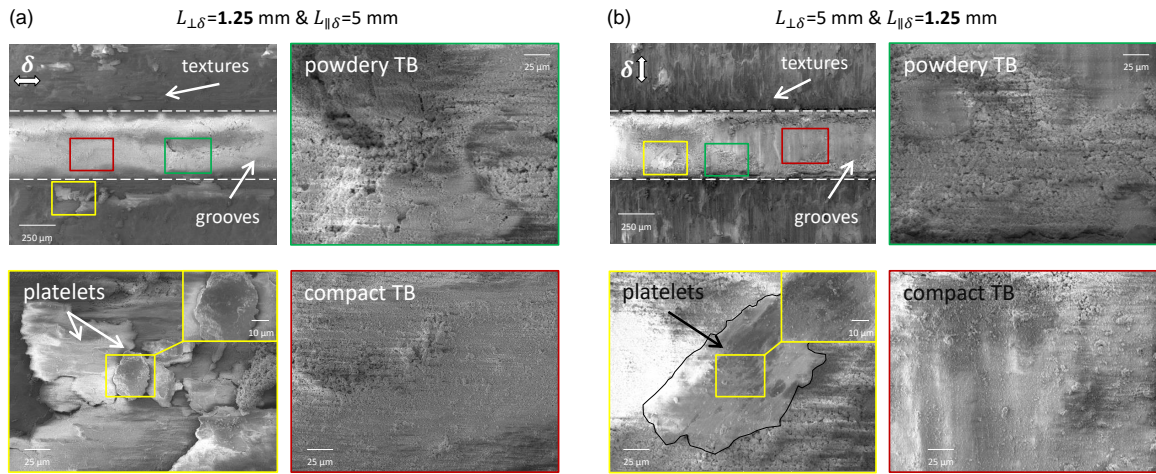 (a)
L⊥δ=1.25 mm & L∥δ=5 mm
δ
textures
grooves
250 µm
powdery TB
25 µm
platelets
10 µm
25 µm
compact TB
25 µm
(b)
L⊥δ=5 mm & L∥δ=1.25 mm
δ
textures
grooves
250 µm
powdery TB
25 µm
platelets
10 µm
25 µm
compact TB
25 µm